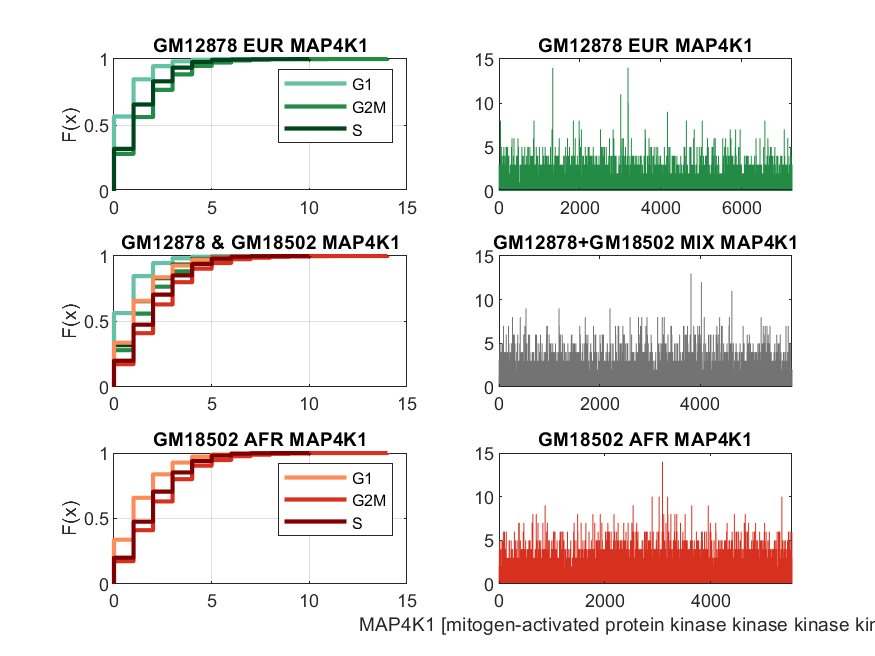 GM12878 EUR MAP4K1
F(x)
1
0.5
0
0 5 10 15
G1
G2M
S
GM12878 EUR MAP4K1
15
10
5
0
0 2000 4000 6000
GM12878 & GM18502 MAP4K1
F(x)
1
0.5
0
0 5 10 15
GM12878+GM18502 MIX MAP4K1
15
10
5
0
0 2000 4000
GM18502 AFR MAP4K1
F(x)
1
0.5
0
0 5 10 15
G1
G2M
S
GM18502 AFR MAP4K1
15
10
5
0
0 2000 4000
MAP4K1 [mitogen-activated protein kinase kinase kinase kin